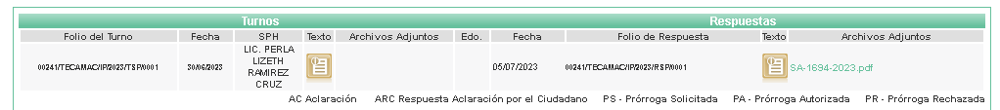 Turnos Respuestas
Folio del Turno Fecha SPH Texto Archivos Adjuntos Edo. Fecha Folio de Respuesta Texto Archivos Adjuntos
00241/TECAMAC/IP/2023/TSP/0001 30/06/2023 LIC. PERLA LIZETH RAMIREZ CRUZ 05/07/2023 00241/TECAMAC/IP/2023/RSP/0001 SA-1694-2023.pdf
AC Aclaración ARC Respuesta Aclaración por el Ciudadano PS - Prórroga Solicitada PA - Prórroga Autorizada PR - Prórroga Rechazada